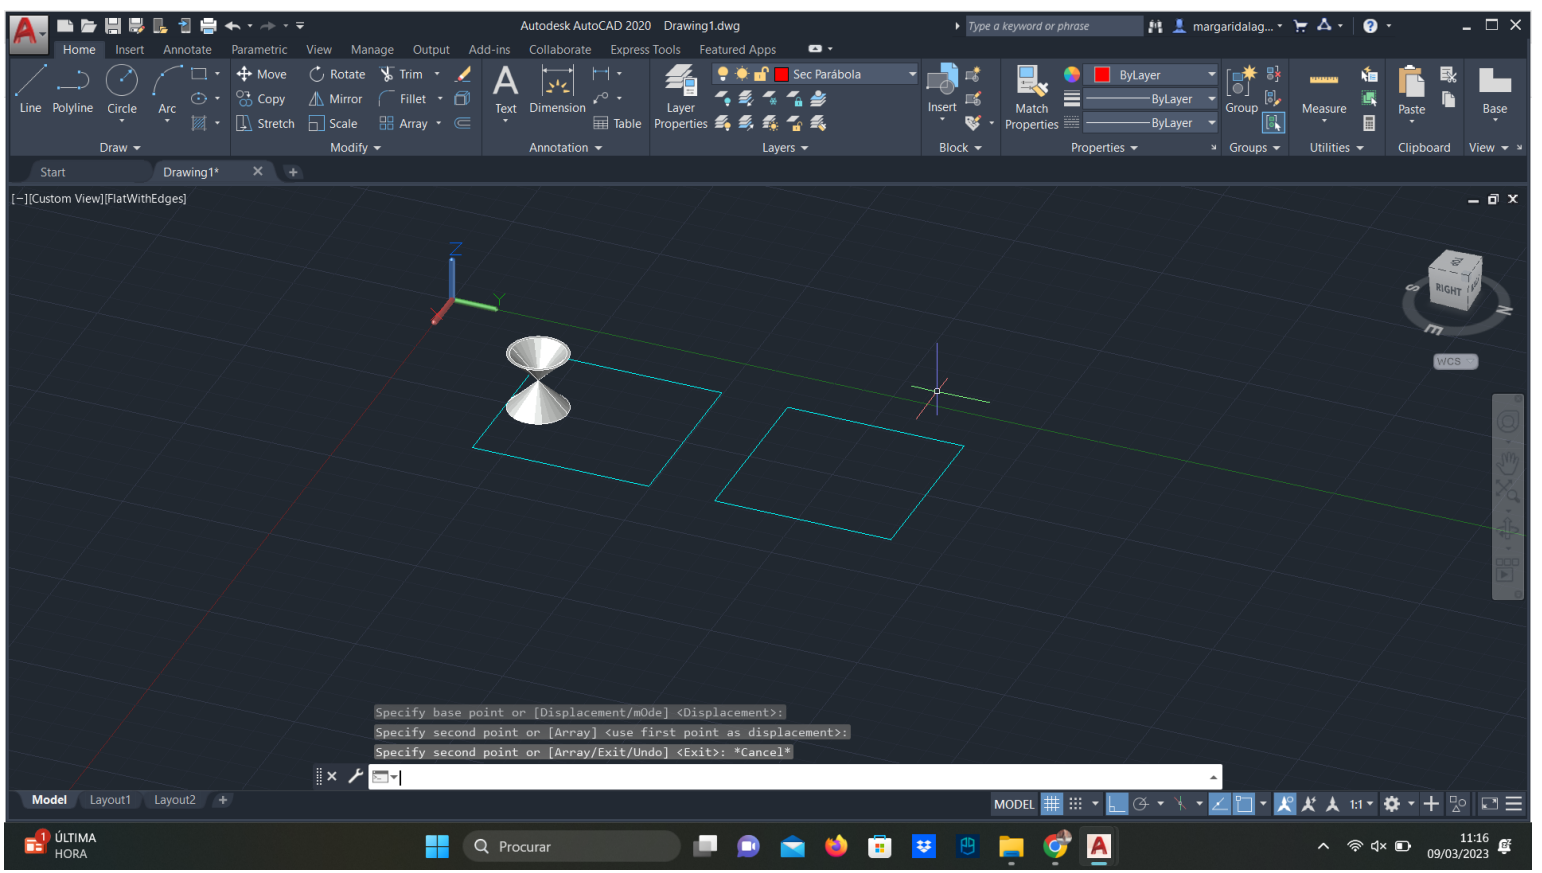 Autodesk AutoCAD 2020 Drawing1.dwg
Type a keyword or phrase
margaridalag...
Home Insert Annotate Parametric View Manage Output Add-ins Collaborate Express Tools Featured Apps
Move Rotate Trim
Sec Parábola
ByLayer
Line Polyline Circle Arc
Copy Mirror Fillet
Text Dimension
Layer Properties
Insert
Match Properties
ByLayer
Group
Measure
Paste
Base
Stretch Scale Array
Table
ByLayer
Draw Modify Annotation Layers Block Properties Groups Utilities Clipboard View
Start Drawing1*
[−][Custom View][FlatWithEdges]
Z
Y
X
TOP
RIGHT
S
N
E
WCS
Specify base point or [Displacement/mOde] <Displacement>:
Specify second point or [Array] <use first point as displacement>:
Specify second point or [Array/Exit/Undo] <Exit>: *Cancel*
Model Layout1 Layout2 +
MODEL
1:1
1
ÚLTIMA
HORA
Procurar
11:16
09/03/2023